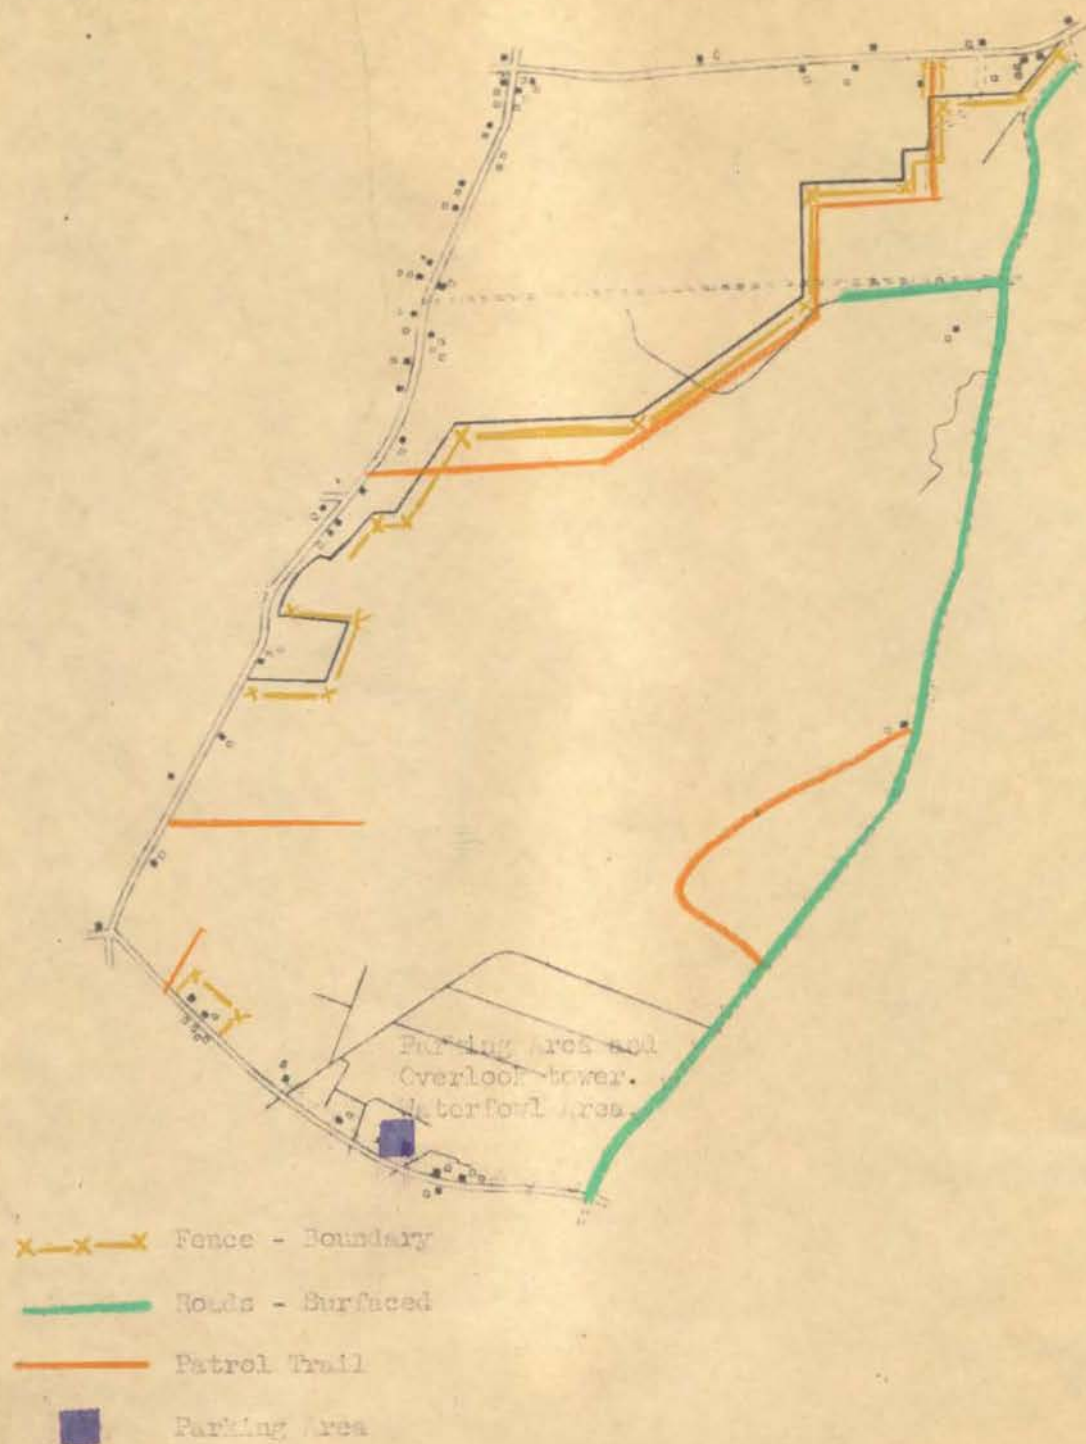 Parking Area and
Overlook tower.
Waterfowl Area.
Fence - Boundary
Roads - Surfaced
Patrol Trail
Parking Area